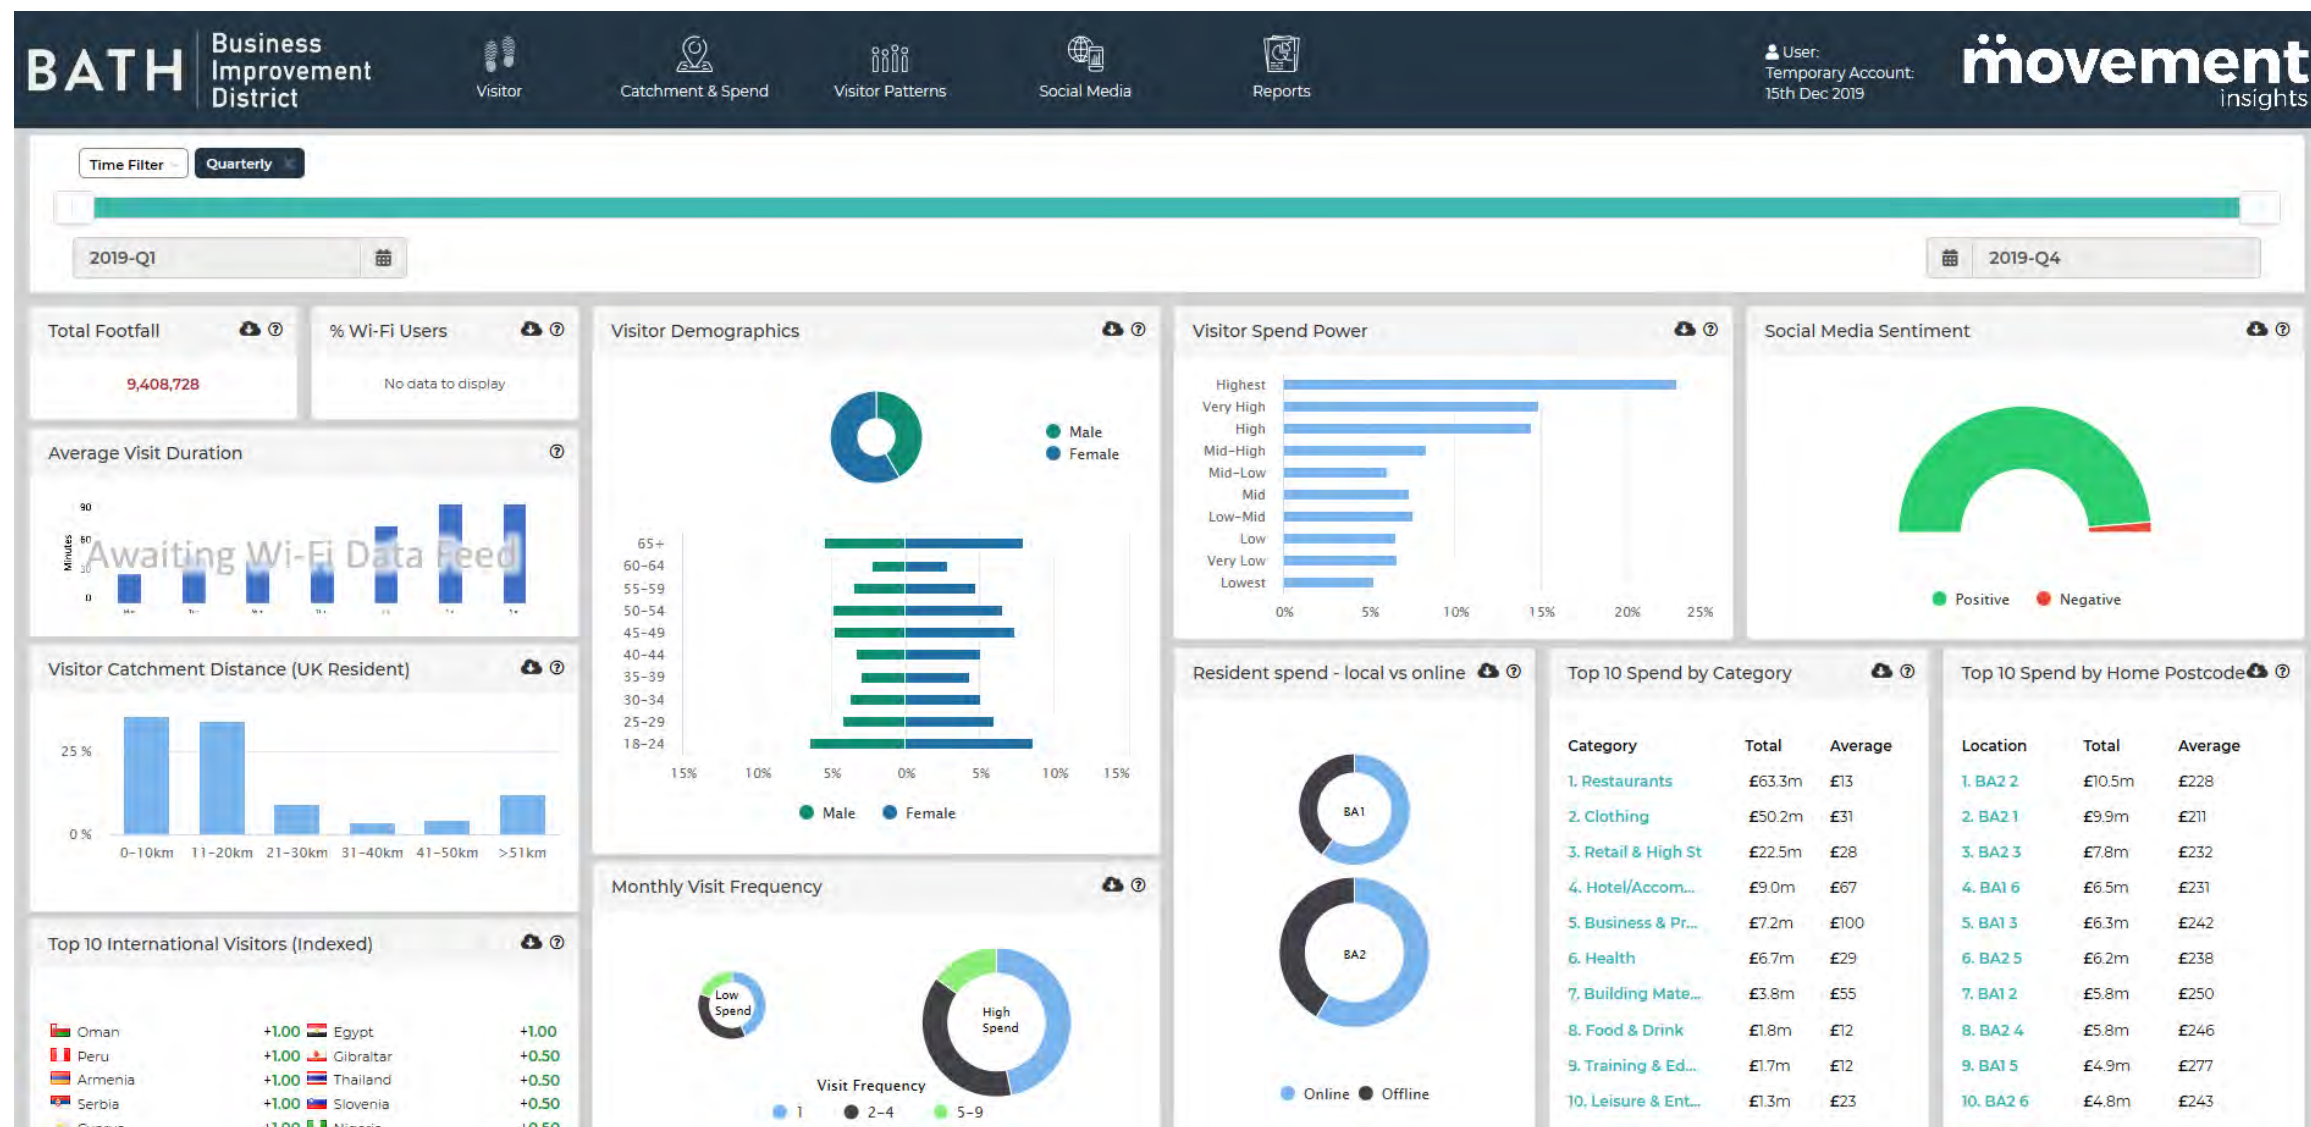 BATH
Business
Improvement
District
Visitor
Catchment & Spend
Visitor Patterns
Social Media
Reports
User:
Temporary Account:
15th Dec 2019
movement
insights
Time Filter
Quarterly
2019-Q1
2019-Q4
Total Footfall
9,408,728
% Wi-Fi Users
No data to display
Average Visit Duration
Minutes
90
60
30
0
Awaiting Wi-Fi Data Feed
Visitor Catchment Distance (UK Resident)
25 %
0 %
0-10km 11-20km 21-30km 31-40km 41-50km >51km
Top 10 International Visitors (Indexed)
Oman +1.00 Egypt +1.00
Peru +1.00 Gibraltar +0.50
Armenia +1.00 Thailand +0.50
Serbia +1.00 Slovenia +0.50
Visitor Demographics
Male
Female
65+
60-64
55-59
50-54
45-49
40-44
35-39
30-34
25-29
18-24
15% 10% 5% 0% 5% 10% 15%
Male Female
Monthly Visit Frequency
Low
Spend
High
Spend
Visit Frequency
1 2-4 5-9
Visitor Spend Power
Highest
Very High
High
Mid-High
Mid-Low
Mid
Low-Mid
Low
Very Low
Lowest
0% 5% 10% 15% 20% 25%
Social Media Sentiment
Positive Negative
Resident spend - local vs online
BA1
BA2
Online Offline
Top 10 Spend by Category
Category Total Average
1. Restaurants £63.3m £13
2. Clothing £50.2m £31
3. Retail & High St £22.5m £28
4. Hotel/Accom... £9.0m £67
5. Business & Pr... £7.2m £100
6. Health £6.7m £29
7. Building Mate... £3.8m £55
8. Food & Drink £1.8m £12
9. Training & Ed... £1.7m £12
10. Leisure & Ent... £1.3m £23
Top 10 Spend by Home Postcode
Location Total Average
1. BA2 2 £10.5m £228
2. BA2 1 £9.9m £211
3. BA2 3 £7.8m £232
4. BA1 6 £6.5m £231
5. BA1 3 £6.3m £242
6. BA2 5 £6.2m £238
7. BA1 2 £5.8m £250
8. BA2 4 £5.8m £246
9. BA1 5 £4.9m £277
10. BA2 6 £4.8m £243